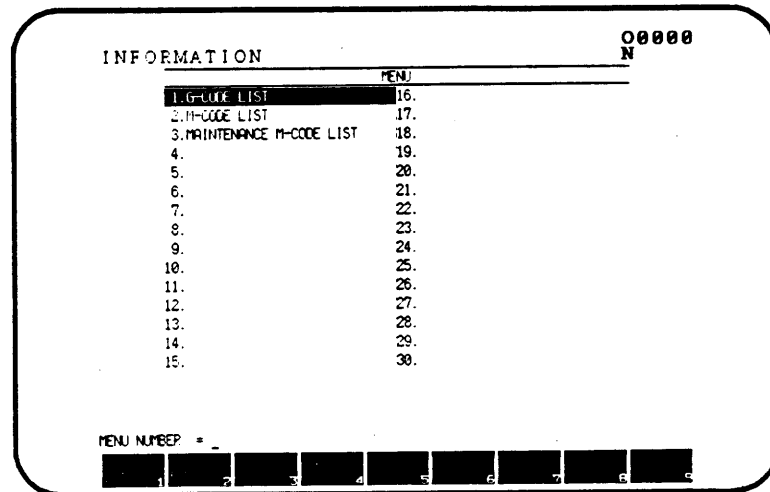 INFORMATION
O0000
N
MENU
1.G-CODE LIST 16.
2.M-CODE LIST 17.
3.MAINTENANCE M-CODE LIST 18.
4. 19.
5. 20.
6. 21.
7. 22.
8. 23.
9. 24.
10. 25.
11. 26.
12. 27.
13. 28.
14. 29.
15. 30.
MENU NUMBER = _
1 2 3 4 5 6 7 8 9